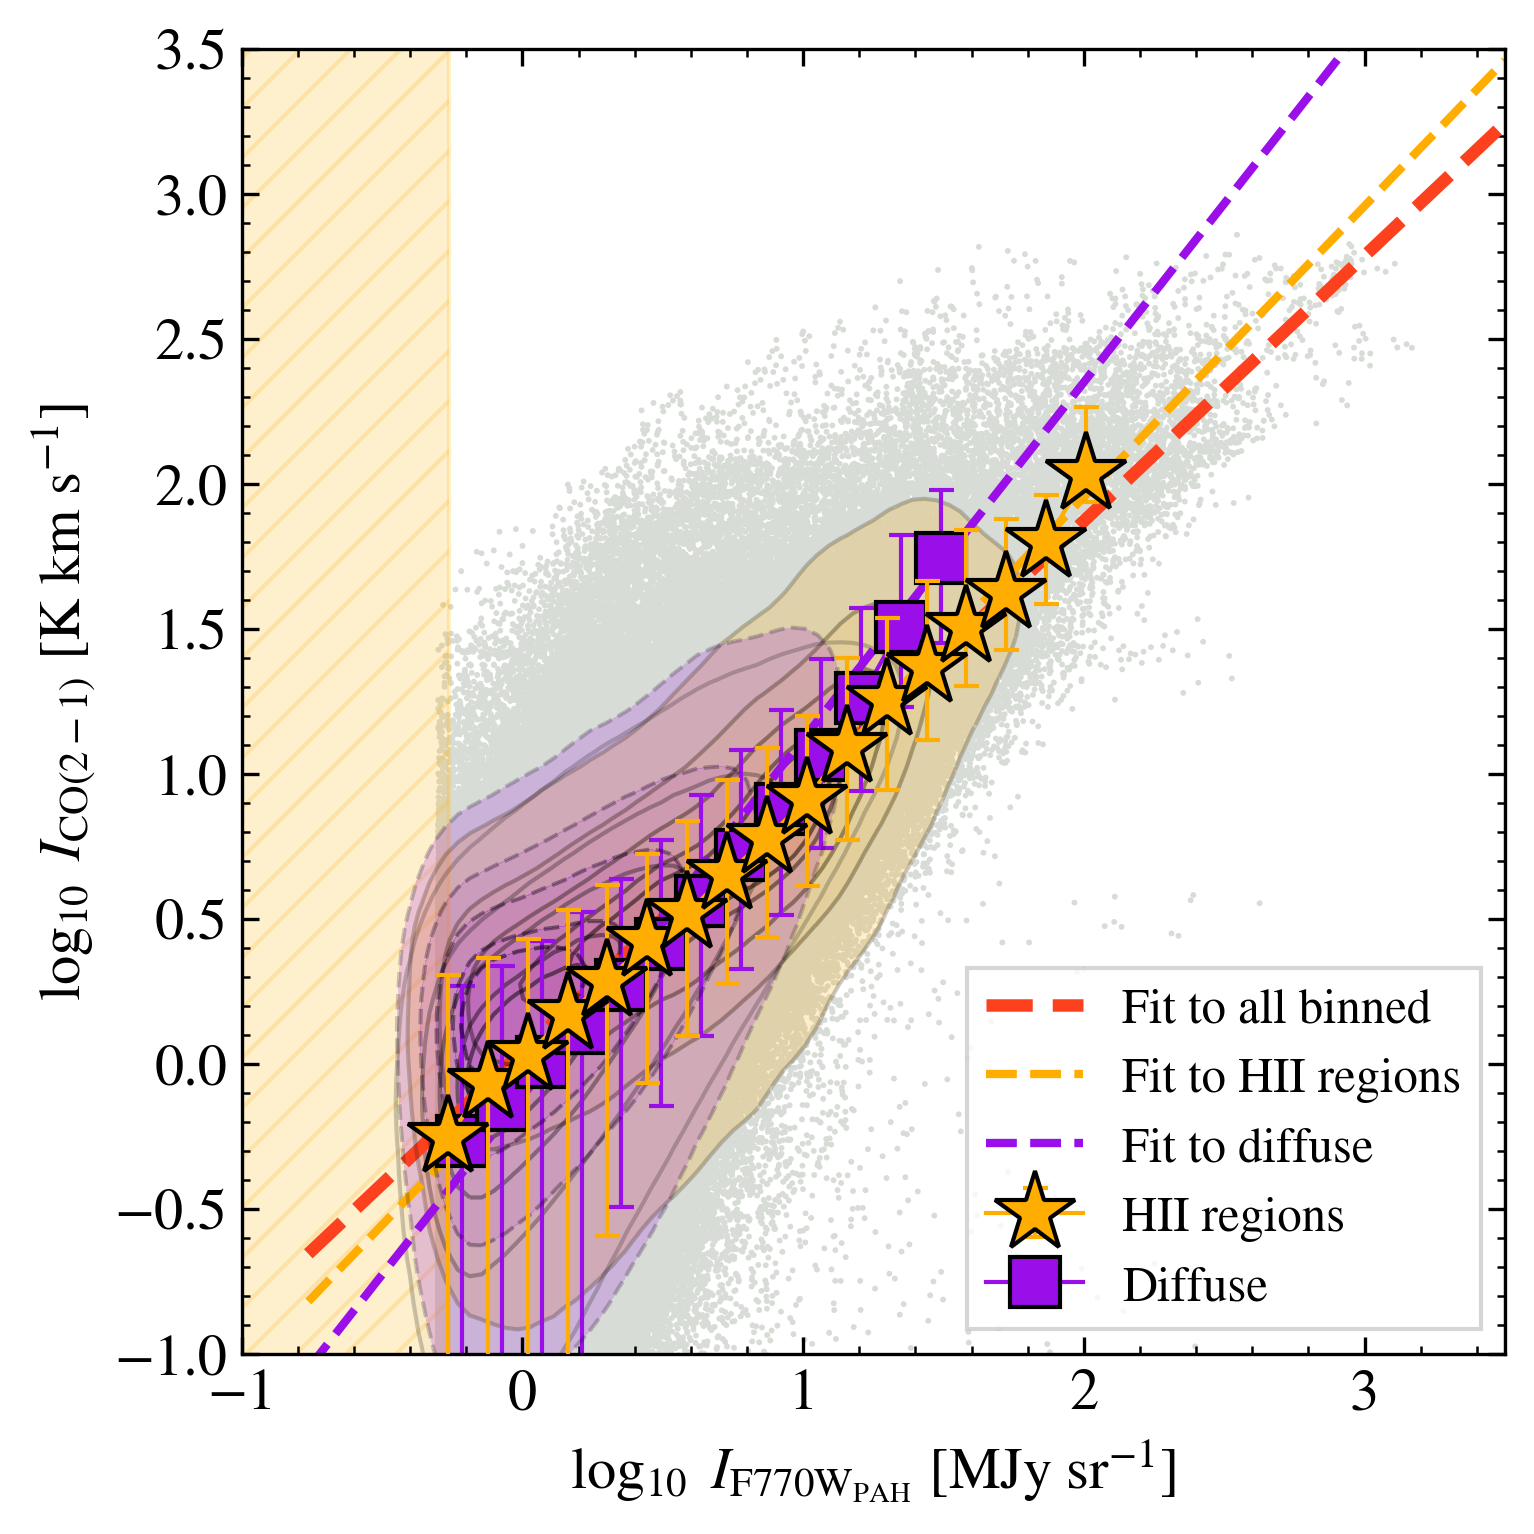 3.5
3.0
2.5
2.0
1.5
1.0
0.5
0.0
−0.5
−1.0
−1 0 1 2 3
log₁₀ I_CO(2−1) [K km s⁻¹]
log₁₀ I_F770W_PAH [MJy sr⁻¹]
Fit to all binned
Fit to HII regions
Fit to diffuse
HII regions
Diffuse